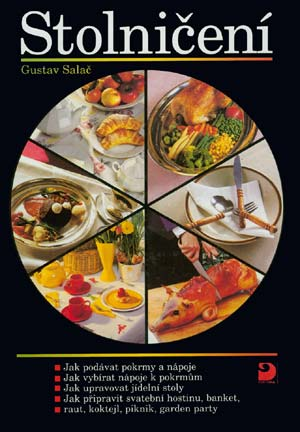 Stolničení
Gustav Salač
Jak podávat pokrmy a nápoje
Jak vybírat nápoje k pokrmům
Jak upravovat jídelní stoly
Jak připravit svatební hostinu, banket,
raut, koktejl, piknik, garden party